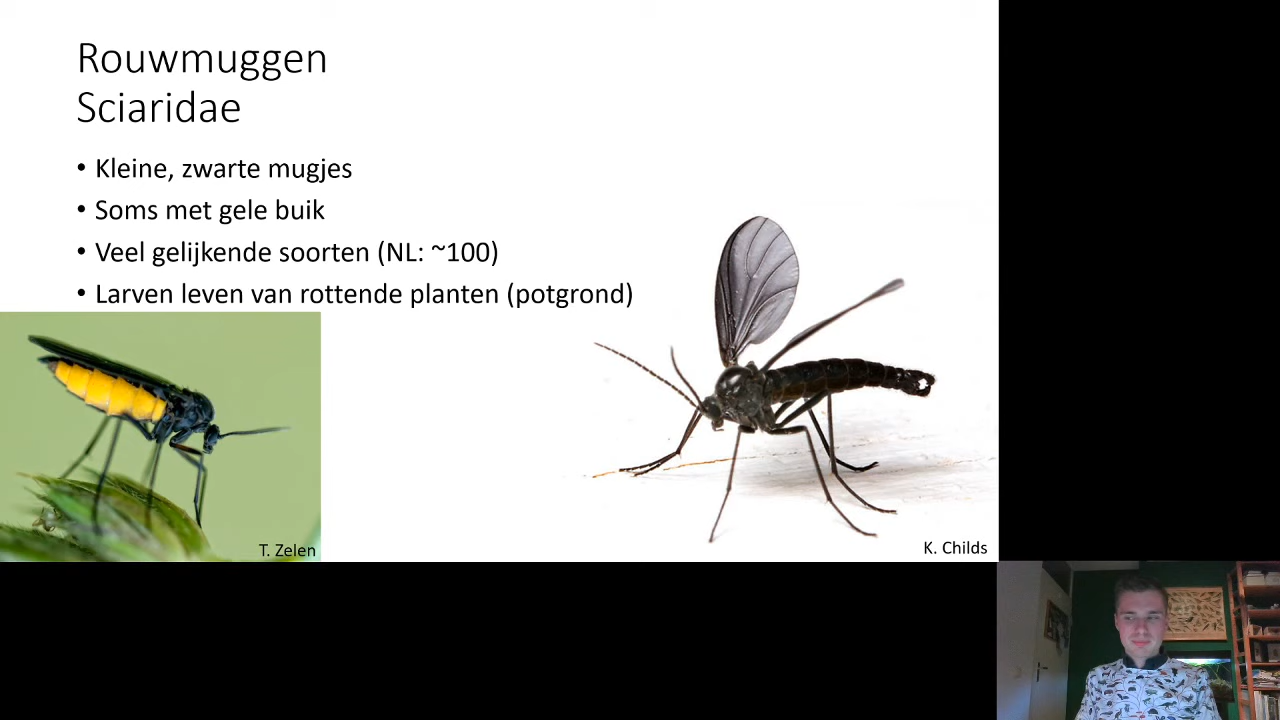 Rouwmuggen
Sciaridae
• Kleine, zwarte mugjes
• Soms met gele buik
• Veel gelijkende soorten (NL: ~100)
• Larven leven van rottende planten (potgrond)
T. Zelen
K. Childs